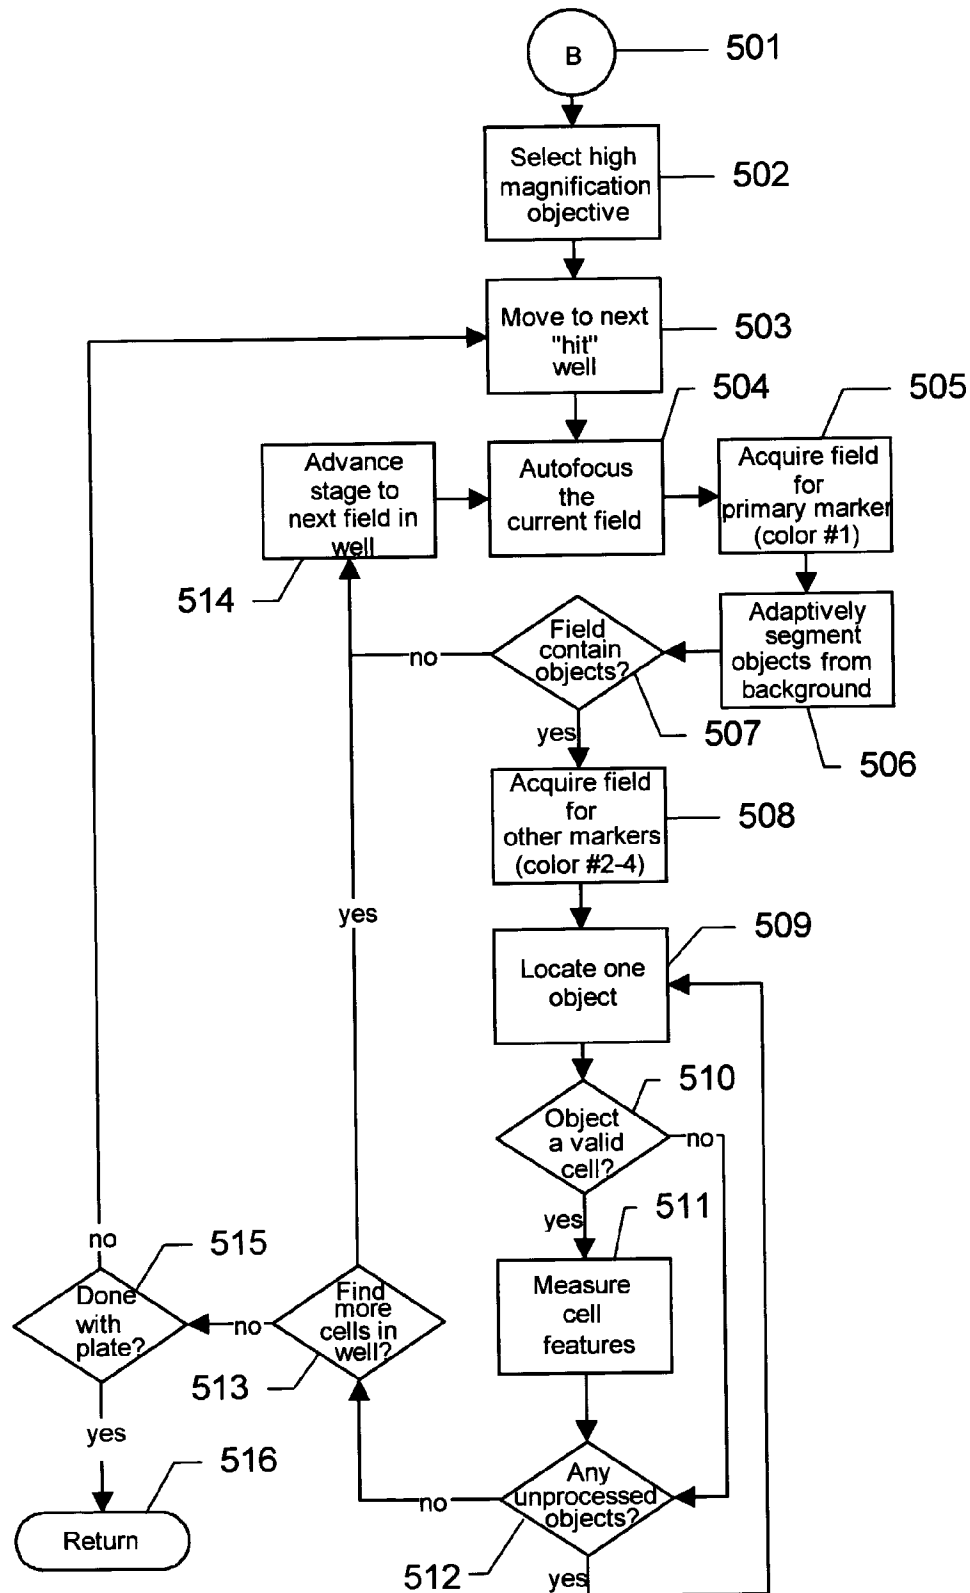 B
501
Select high
magnification
objective
502
Move to next
"hit"
well
503
504
505
Advance
stage to
next field in
well
Autofocus
the
current field
Acquire field
for
primary marker
(color #1)
514
Field
contain
objects?
Adaptively
segment
objects from
background
no
507
506
yes
Acquire field
for
other markers
(color #2-4)
508
yes
509
Locate one
object
510
Object
a valid
cell?
no
yes
511
no
515
Measure
cell
features
Done
with
plate?
no
Find
more
cells in
well?
513
yes
516
Any
unprocessed
objects?
no
Return
512
yes